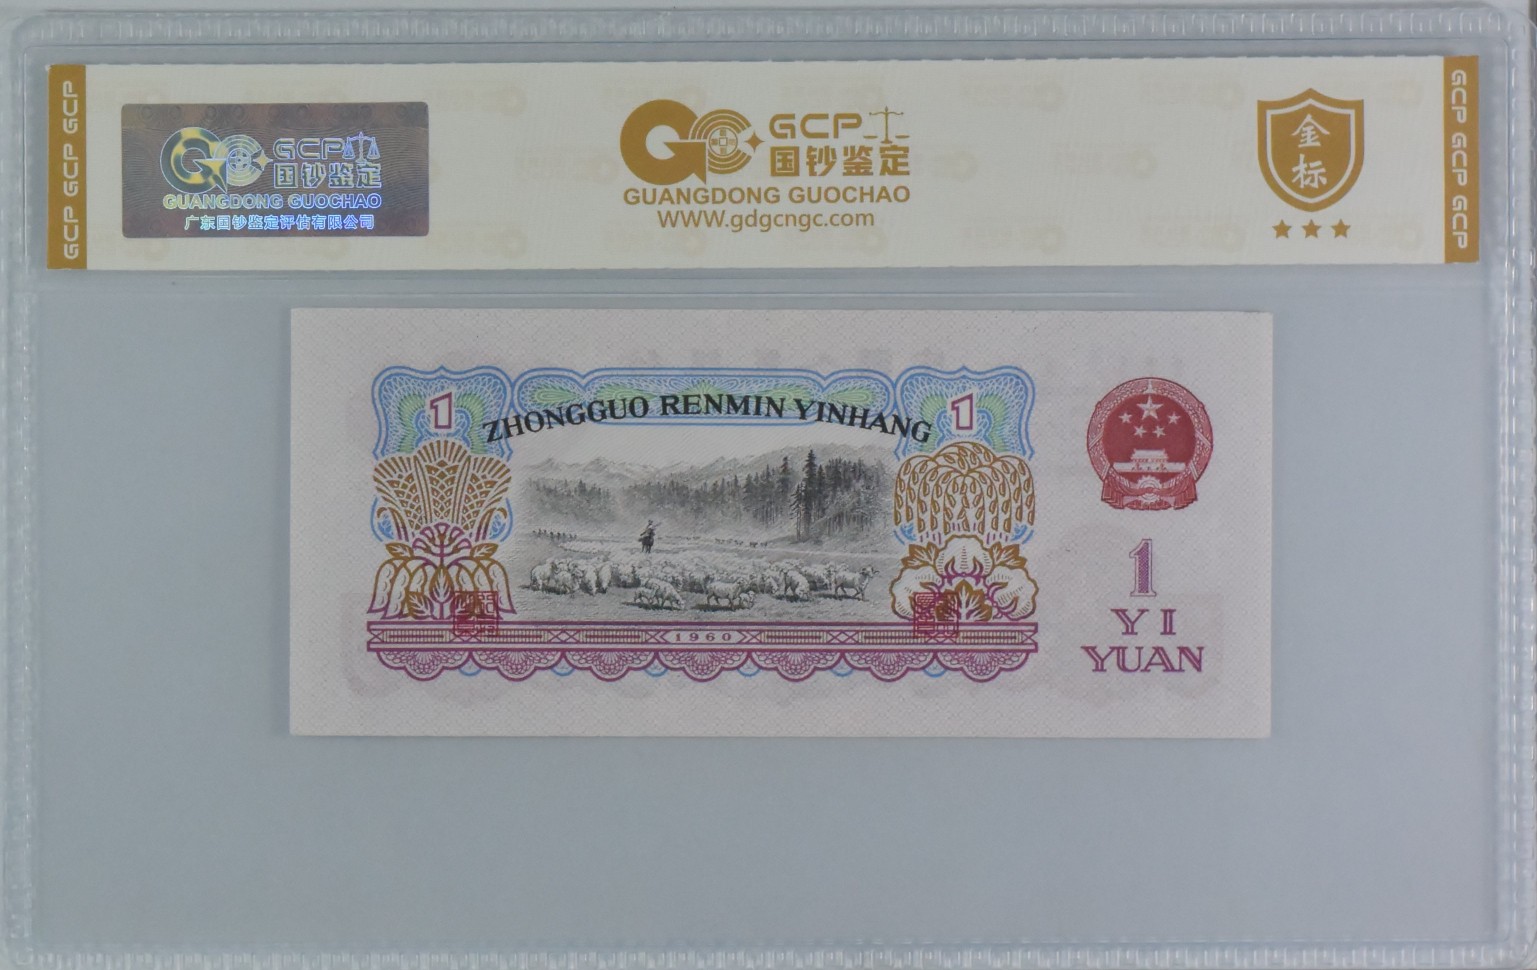 GCP GCP GCP
GCP
国钞鉴定
GUANGDONG GUOCHAO
广东国钞鉴定评估有限公司
GCP
国钞鉴定
GUANGDONG GUOCHAO
WWW.gdgcngc.com
金
标
GCP GCP GCP
1
ZHONGGUO RENMIN YINHANG
1
1960
1
YI
YUAN